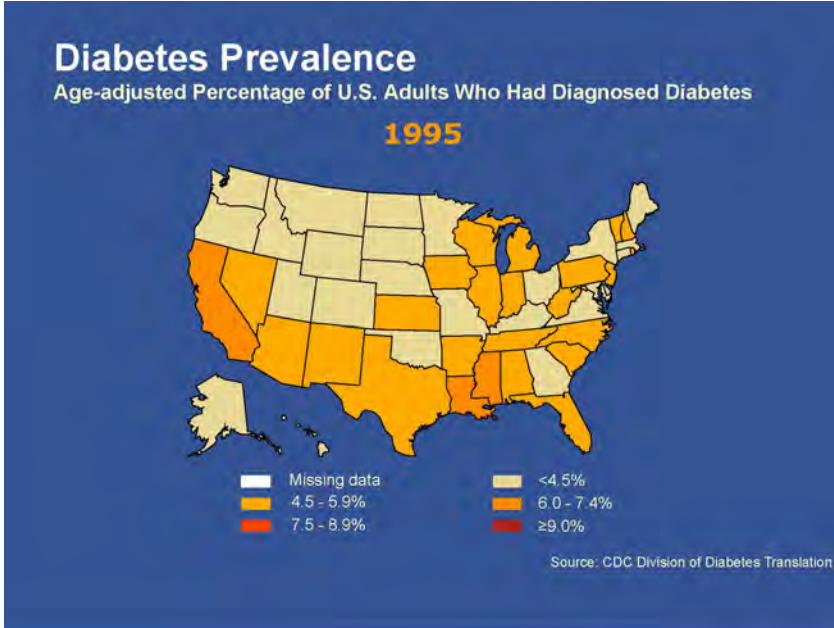 Diabetes Prevalence
Age-adjusted Percentage of U.S. Adults Who Had Diagnosed Diabetes
1995
Missing data
<4.5%
4.5 - 5.9%
6.0 - 7.4%
7.5 - 8.9%
≥9.0%
Source: CDC Division of Diabetes Translation